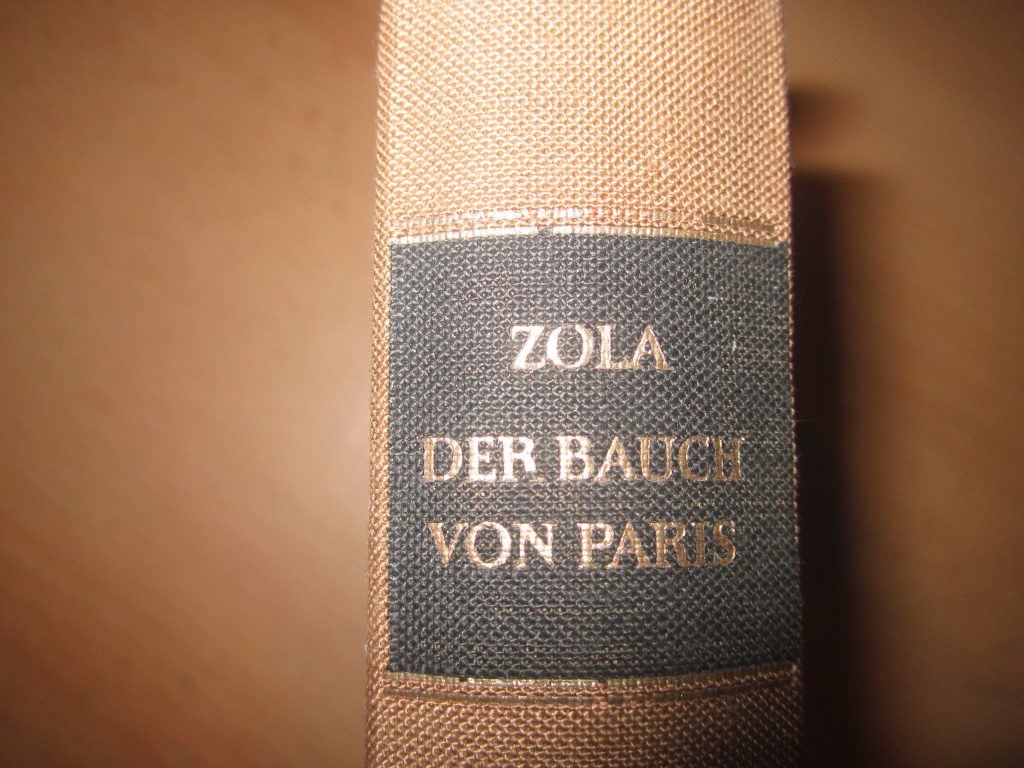 ZOLA
DER BAUCH
VON PARIS